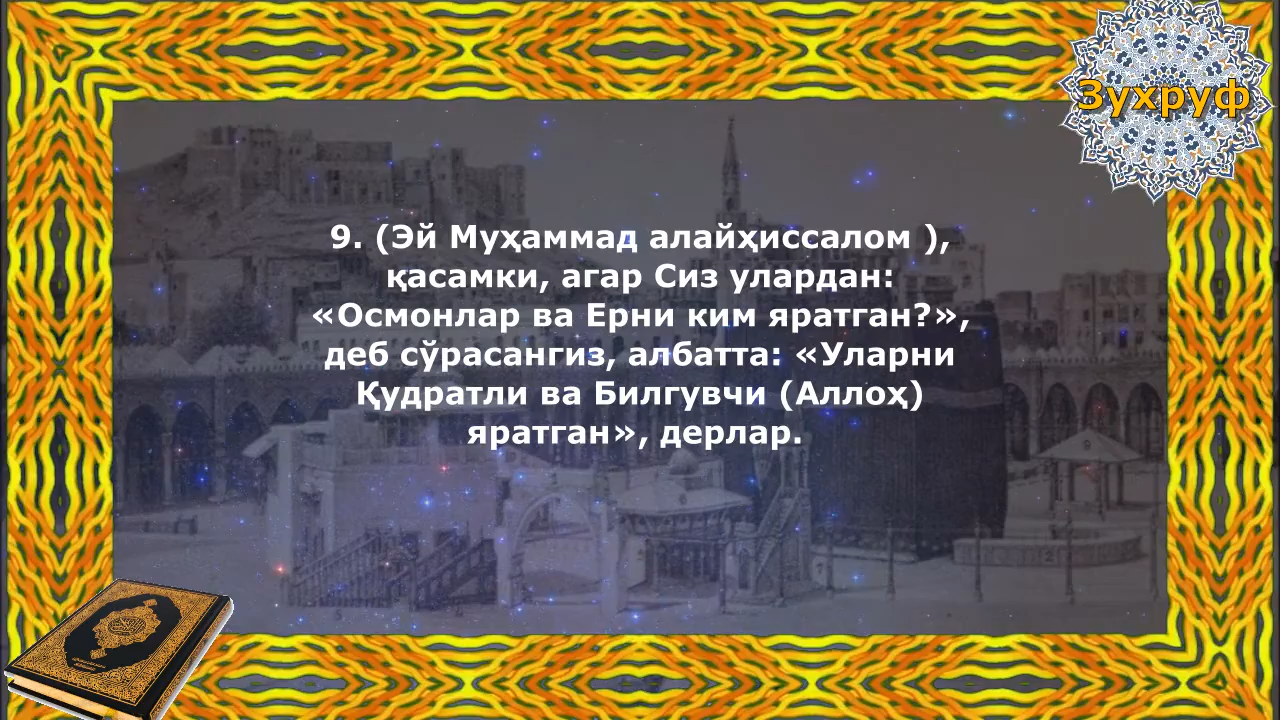 Зухруф
9. (Эй Муҳаммад алайҳиссалом ),
қасамки, агар Сиз улардан:
«Осмонлар ва Ерни ким яратган?»,
деб сўрасангиз, албатта: «Уларни
Қудратли ва Билгувчи (Аллоҳ)
яратган», дерлар.